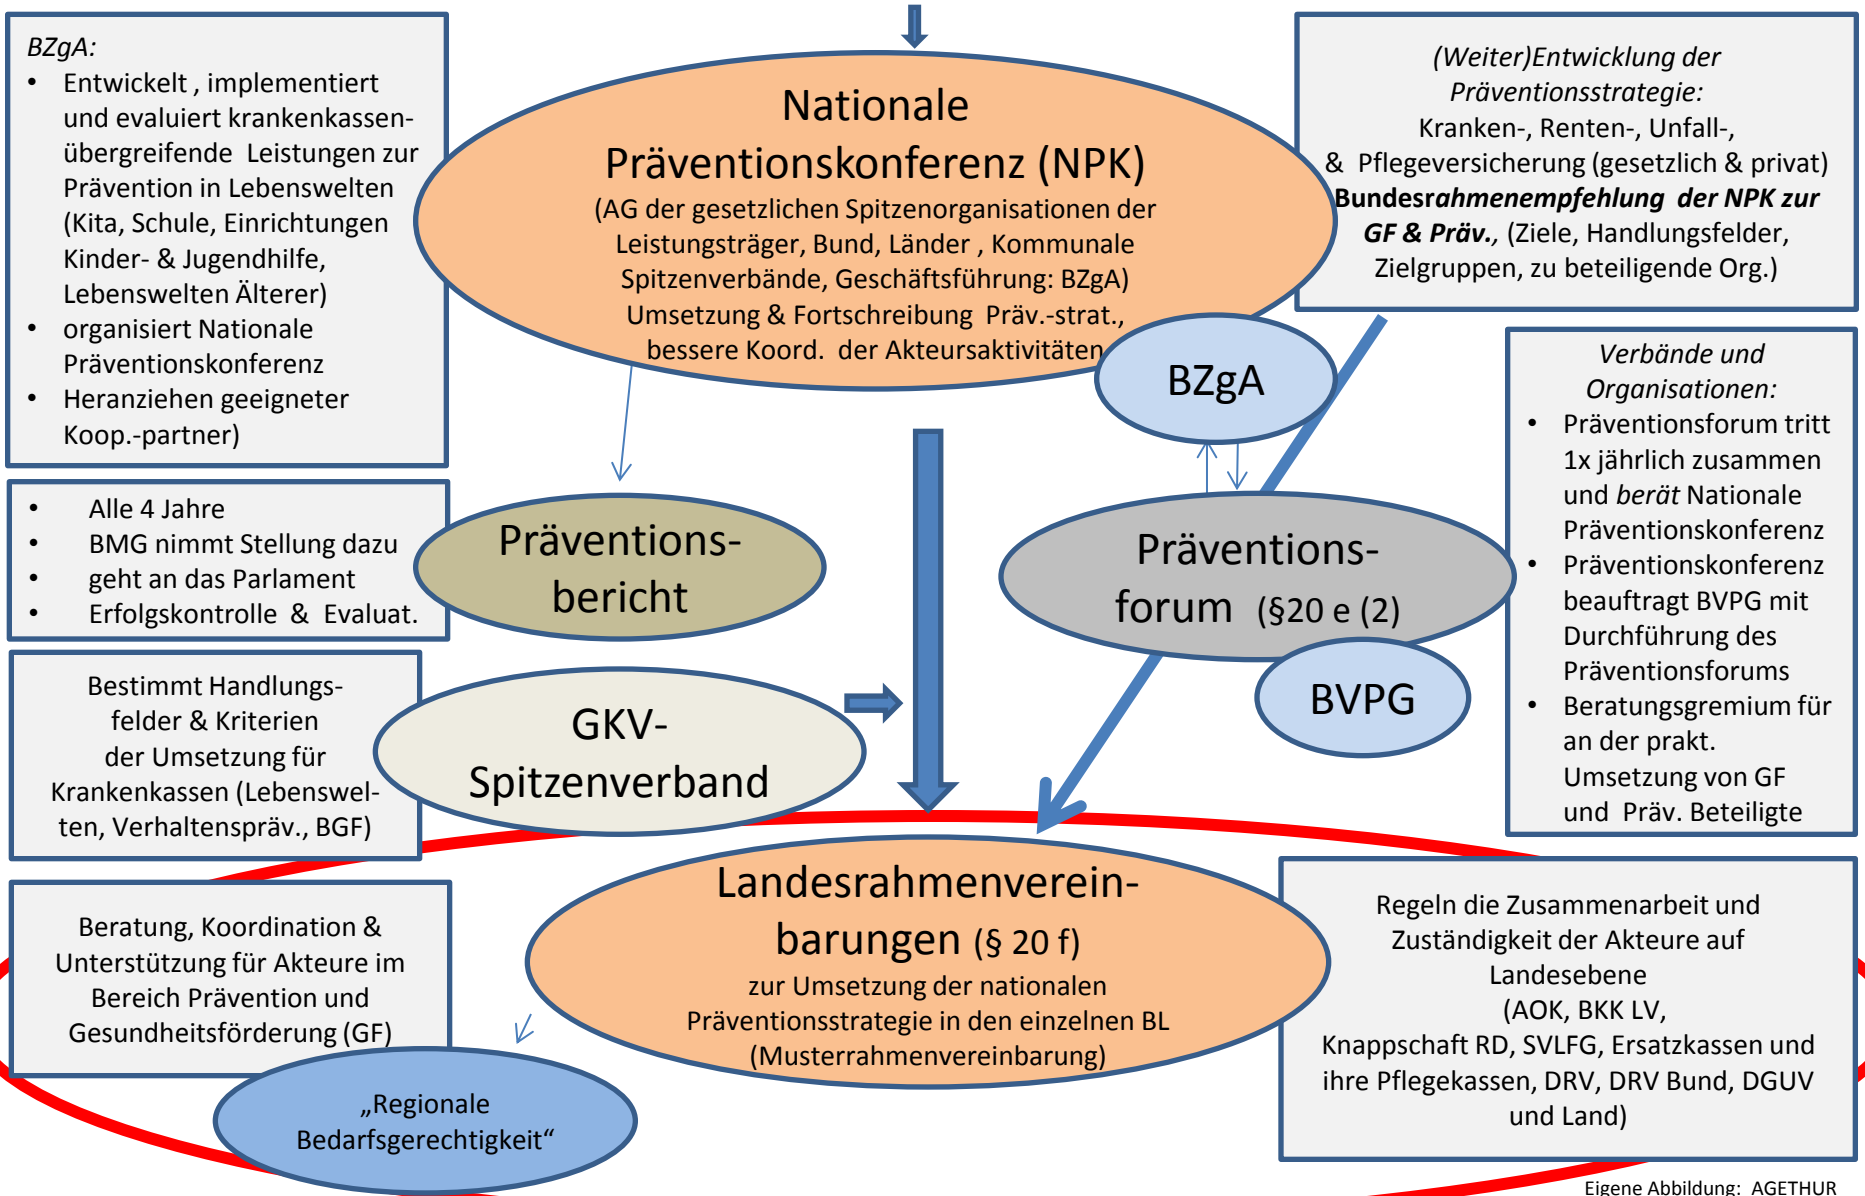 BZgA:
• Entwickelt , implementiert
und evaluiert krankenkassen-
übergreifende Leistungen zur
Prävention in Lebenswelten
(Kita, Schule, Einrichtungen
Kinder- & Jugendhilfe,
Lebenswelten Älterer)
• organisiert Nationale
Präventionskonferenz
• Heranziehen geeigneter
Koop.-partner)
Nationale
Präventionskonferenz (NPK)
(AG der gesetzlichen Spitzenorganisationen der
Leistungsträger, Bund, Länder , Kommunale
Spitzenverbände, Geschäftsführung: BZgA)
Umsetzung & Fortschreibung Präv.-strat.,
bessere Koord. der Akteursaktivitäten
BZgA
(Weiter)Entwicklung der
Präventionsstrategie:
Kranken-, Renten-, Unfall-,
& Pflegeversicherung (gesetzlich & privat)
Bundesrahmenempfehlung der NPK zur
GF & Präv., (Ziele, Handlungsfelder,
Zielgruppen, zu beteiligende Org.)
• Alle 4 Jahre
• BMG nimmt Stellung dazu
• geht an das Parlament
• Erfolgskontrolle & Evaluat.
Präventions-
bericht
Präventions-
forum (§20 e (2)
BVPG
Verbände und
Organisationen:
• Präventionsforum tritt
1x jährlich zusammen
und berät Nationale
Präventionskonferenz
• Präventionskonferenz
beauftragt BVPG mit
Durchführung des
Präventionsforums
• Beratungsgremium für
an der prakt.
Umsetzung von GF
und Präv. Beteiligte
Bestimmt Handlungs-
felder & Kriterien
der Umsetzung für
Krankenkassen (Lebenswel-
ten, Verhaltenspräv., BGF)
GKV-
Spitzenverband
Beratung, Koordination &
Unterstützung für Akteure im
Bereich Prävention und
Gesundheitsförderung (GF)
„Regionale
Bedarfsgerechtigkeit“
Landesrahmenverein-
barungen (§ 20 f)
zur Umsetzung der nationalen
Präventionsstrategie in den einzelnen BL
(Musterrahmenvereinbarung)
Regeln die Zusammenarbeit und
Zuständigkeit der Akteure auf
Landesebene
(AOK, BKK LV,
Knappschaft RD, SVLFG, Ersatzkassen und
ihre Pflegekassen, DRV, DRV Bund, DGUV
und Land)
Eigene Abbildung: AGETHUR